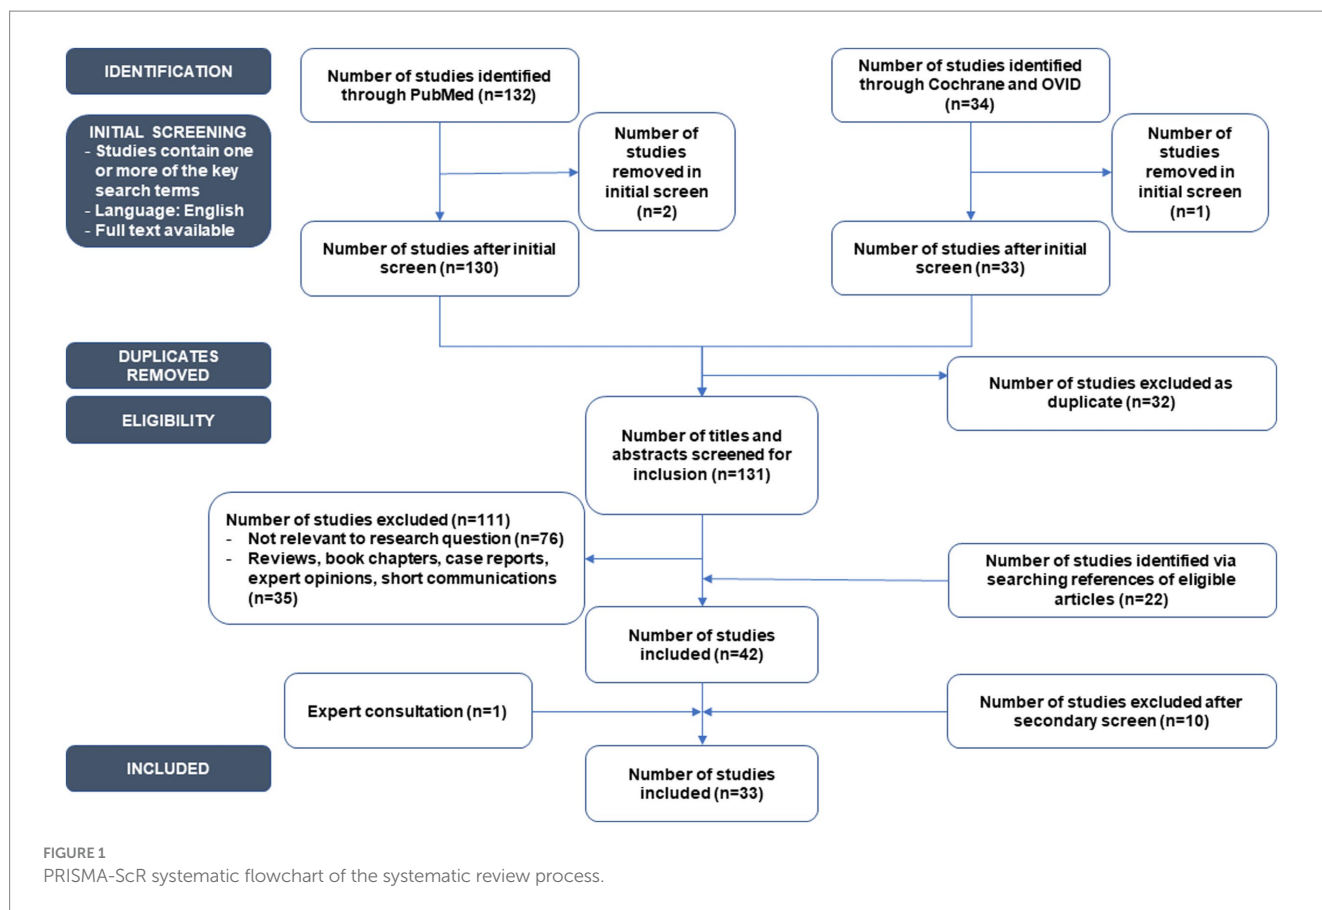 IDENTIFICATION
Number of studies identified
through PubMed (n=132)
Number of studies identified
through Cochrane and OVID
(n=34)
INITIAL SCREENING
- Studies contain one
or more of the key
search terms
- Language: English
- Full text available
Number of
studies
removed in
initial screen
(n=2)
Number of
studies
removed in
initial screen
(n=1)
Number of studies after initial
screen (n=130)
Number of studies after initial
screen (n=33)
DUPLICATES
REMOVED
Number of studies excluded as
duplicate (n=32)
ELIGIBILITY
Number of titles and
abstracts screened for
inclusion (n=131)
Number of studies excluded (n=111)
- Not relevant to research question (n=76)
- Reviews, book chapters, case reports,
expert opinions, short communications
(n=35)
Number of studies identified via
searching references of eligible
articles (n=22)
Number of studies
included (n=42)
Expert consultation (n=1)
Number of studies excluded after
secondary screen (n=10)
INCLUDED
Number of studies
included (n=33)
FIGURE 1
PRISMA-ScR systematic flowchart of the systematic review process.